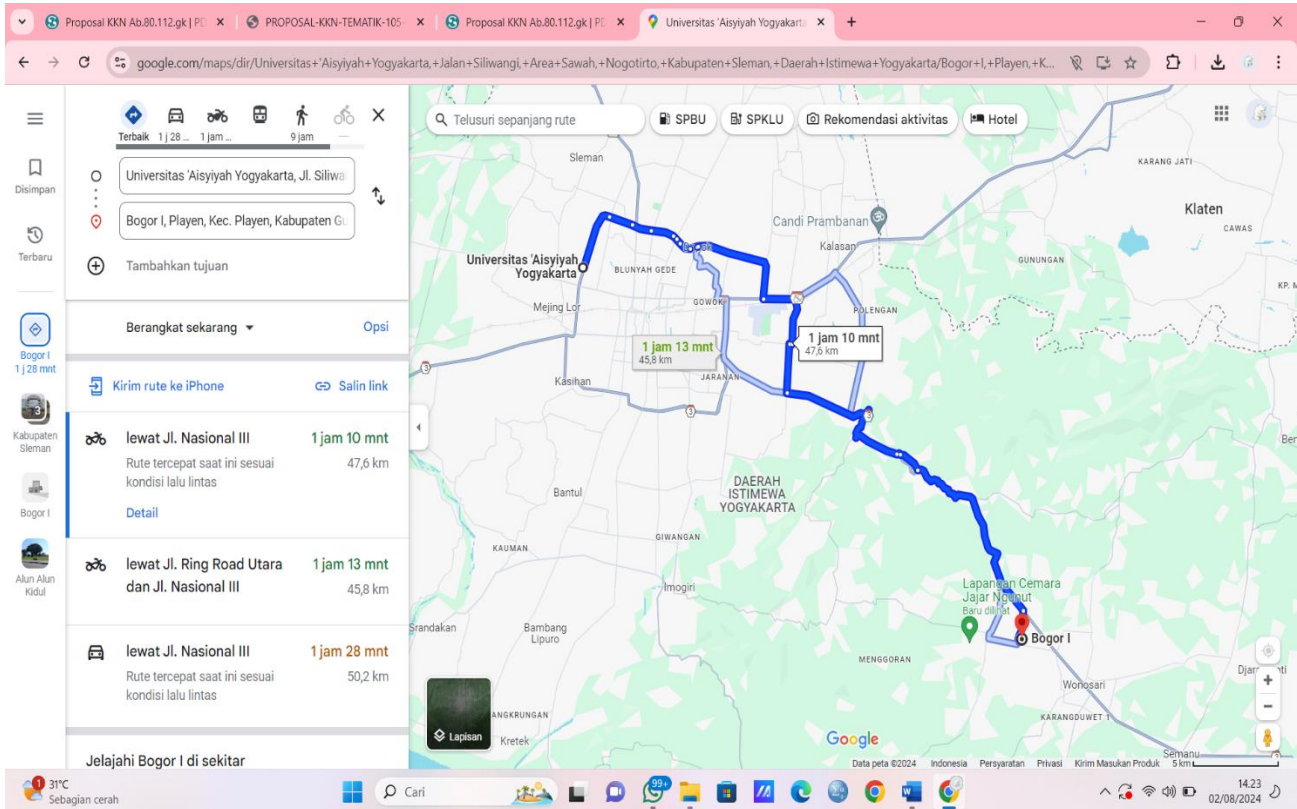 Proposal KKN Ab.80.112.gk | PD
PROPOSAL-KKN-TEMATIK-105-
Proposal KKN Ab.80.112.gk | PD
Universitas 'Aisyiyah Yogyakarta
google.com/maps/dir/Universitas+'Aisyiyah+Yogyakarta,+Jalan+Siliwangi,+Area+Sawah,+Nogotirto,+Kabupaten+Sleman,+Daerah+Istimewa+Yogyakarta/Bogor+I,+Playen,+K...
Disimpan
Terbaru
Bogor I
1 j 28 mnt
3
Kabupaten
Sleman
Bogor I
Alun Alun
Kidul
Terbaik
1 j 28 ...
1 jam ...
9 jam
Universitas 'Aisyiyah Yogyakarta, Jl. Siliwa
Bogor I, Playen, Kec. Playen, Kabupaten Gu
Tambahkan tujuan
Berangkat sekarang
Opsi
Kirim rute ke iPhone
Salin link
lewat Jl. Nasional III
1 jam 10 mnt
Rute tercepat saat ini sesuai
47,6 km
kondisi lalu lintas
Detail
lewat Jl. Ring Road Utara
1 jam 13 mnt
dan Jl. Nasional III
45,8 km
lewat Jl. Nasional III
1 jam 28 mnt
Rute tercepat saat ini sesuai
50,2 km
kondisi lalu lintas
Jelajahi Bogor I di sekitar
Telusuri sepanjang rute
SPBU
SPKLU
Rekomendasi aktivitas
Hotel
Sleman
KARANG JATI
Klaten
CAWAS
Candi Prambanan
Kalasan
Universitas 'Aisyiyah
Yogyakarta
BLUNYAH GEDE
GUNUNGAN
KP. M
Mejing Lor
GOWOK
POLENGAN
1 jam 13 mnt
45,8 km
1 jam 10 mnt
47,6 km
3
Kasihan
JARANAN
3
3
Ber
Bantul
DAERAH
ISTIMEWA
YOGYAKARTA
GIWANGAN
KAUMAN
Imogiri
Lapangan Cemara
Jajar Ngunut
Baru dilihat
Srandakan
Bambang
Lipuro
Bogor I
MENGGORAN
Wonosari
KARANGDUWET 1
ANGKRUNGAN
Lapisan
Kretek
Google
Semanu
Data peta ©2024
Indonesia
Persyaratan
Privasi
Kirim Masukan Produk
5 km
1
31°C
Sebagian cerah
Cari
99+
14.23
02/08/2024